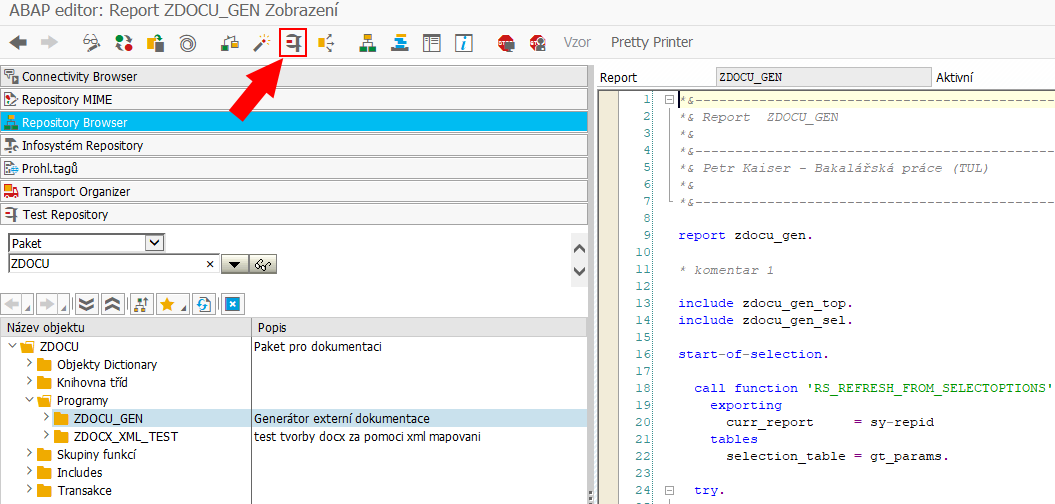 ABAP editor: Report ZDOCU_GEN Zobrazení
Vzor Pretty Printer
Connectivity Browser
Repository MIME
Repository Browser
Infosystém Repository
Prohl.tagů
Transport Organizer
Test Repository
Paket
ZDOCU
Název objektu Popis
ZDOCU Paket pro dokumentaci
Objekty Dictionary
Knihovna tříd
Programy
ZDOCU_GEN Generátor externí dokumentace
ZDOCX_XML_TEST test tvorby docx za pomoci xml mapovani
Skupiny funkcí
Includes
Transakce
Report ZDOCU_GEN Aktivní
1 *&---------------------------------------------------
2 *& Report  ZDOCU_GEN
3 *&
4 *&---------------------------------------------------
5 *& Petr Kaiser - Bakalářská práce (TUL)
6 *&
7 *&---------------------------------------------------
8
9 report zdocu_gen.
10
11 * komentar 1
12
13 include zdocu_gen_top.
14 include zdocu_gen_sel.
15
16 start-of-selection.
17
18 call function 'RS_REFRESH_FROM_SELECTOPTIONS'
19 exporting
20 curr_report     = sy-repid
21 tables
22 selection_table = gt_params.
23
24 try.